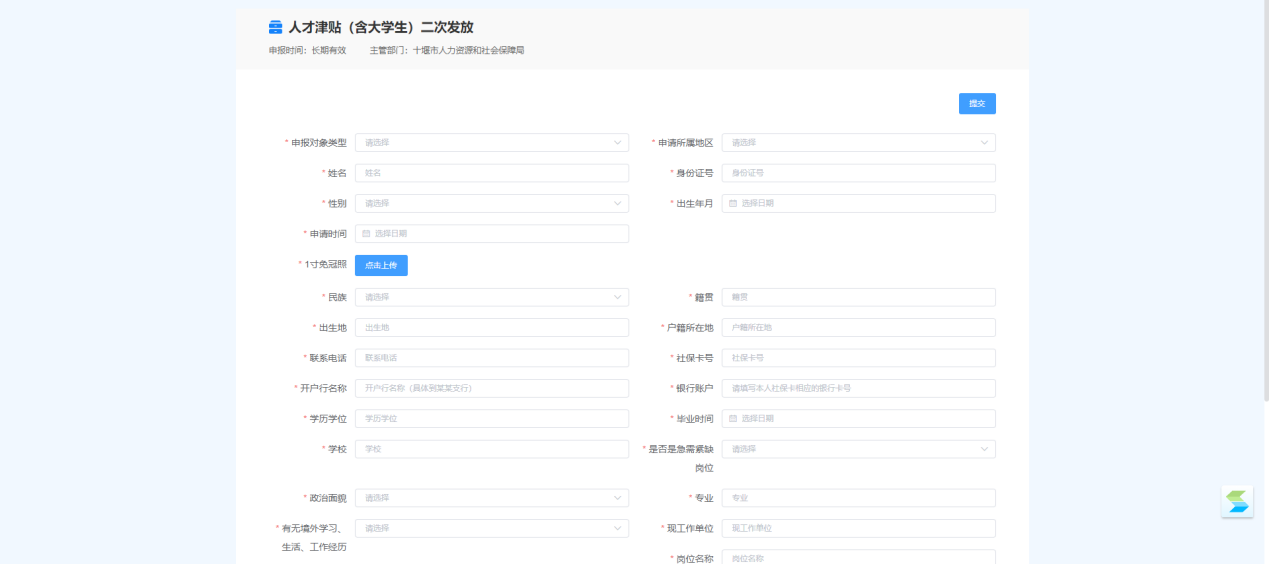 人才津贴（含大学生）二次发放
申报时间：长期有效 主管部门：十堰市人力资源和社会保障局
提交
* 申报对象类型 请选择 * 申请所属地区 请选择
* 姓名 姓名 * 身份证号 身份证号
* 性别 请选择 * 出生年月 选择日期
* 申请时间 选择日期
* 1寸免冠照 点击上传
* 民族 请选择 * 籍贯 籍贯
* 出生地 出生地 * 户籍所在地 户籍所在地
* 联系电话 联系电话 * 社保卡号 社保卡号
* 开户行名称 开户行名称（具体到某某支行） * 银行账户 请填写本人社保卡相应的银行卡号
* 学历学位 学历学位 * 毕业时间 选择日期
* 学校 学校 * 是否是急需紧缺 请选择
岗位
* 政治面貌 请选择 * 专业 专业
* 有无境外学习、 请选择 * 现工作单位 现工作单位
生活、工作经历
* 岗位名称 岗位名称